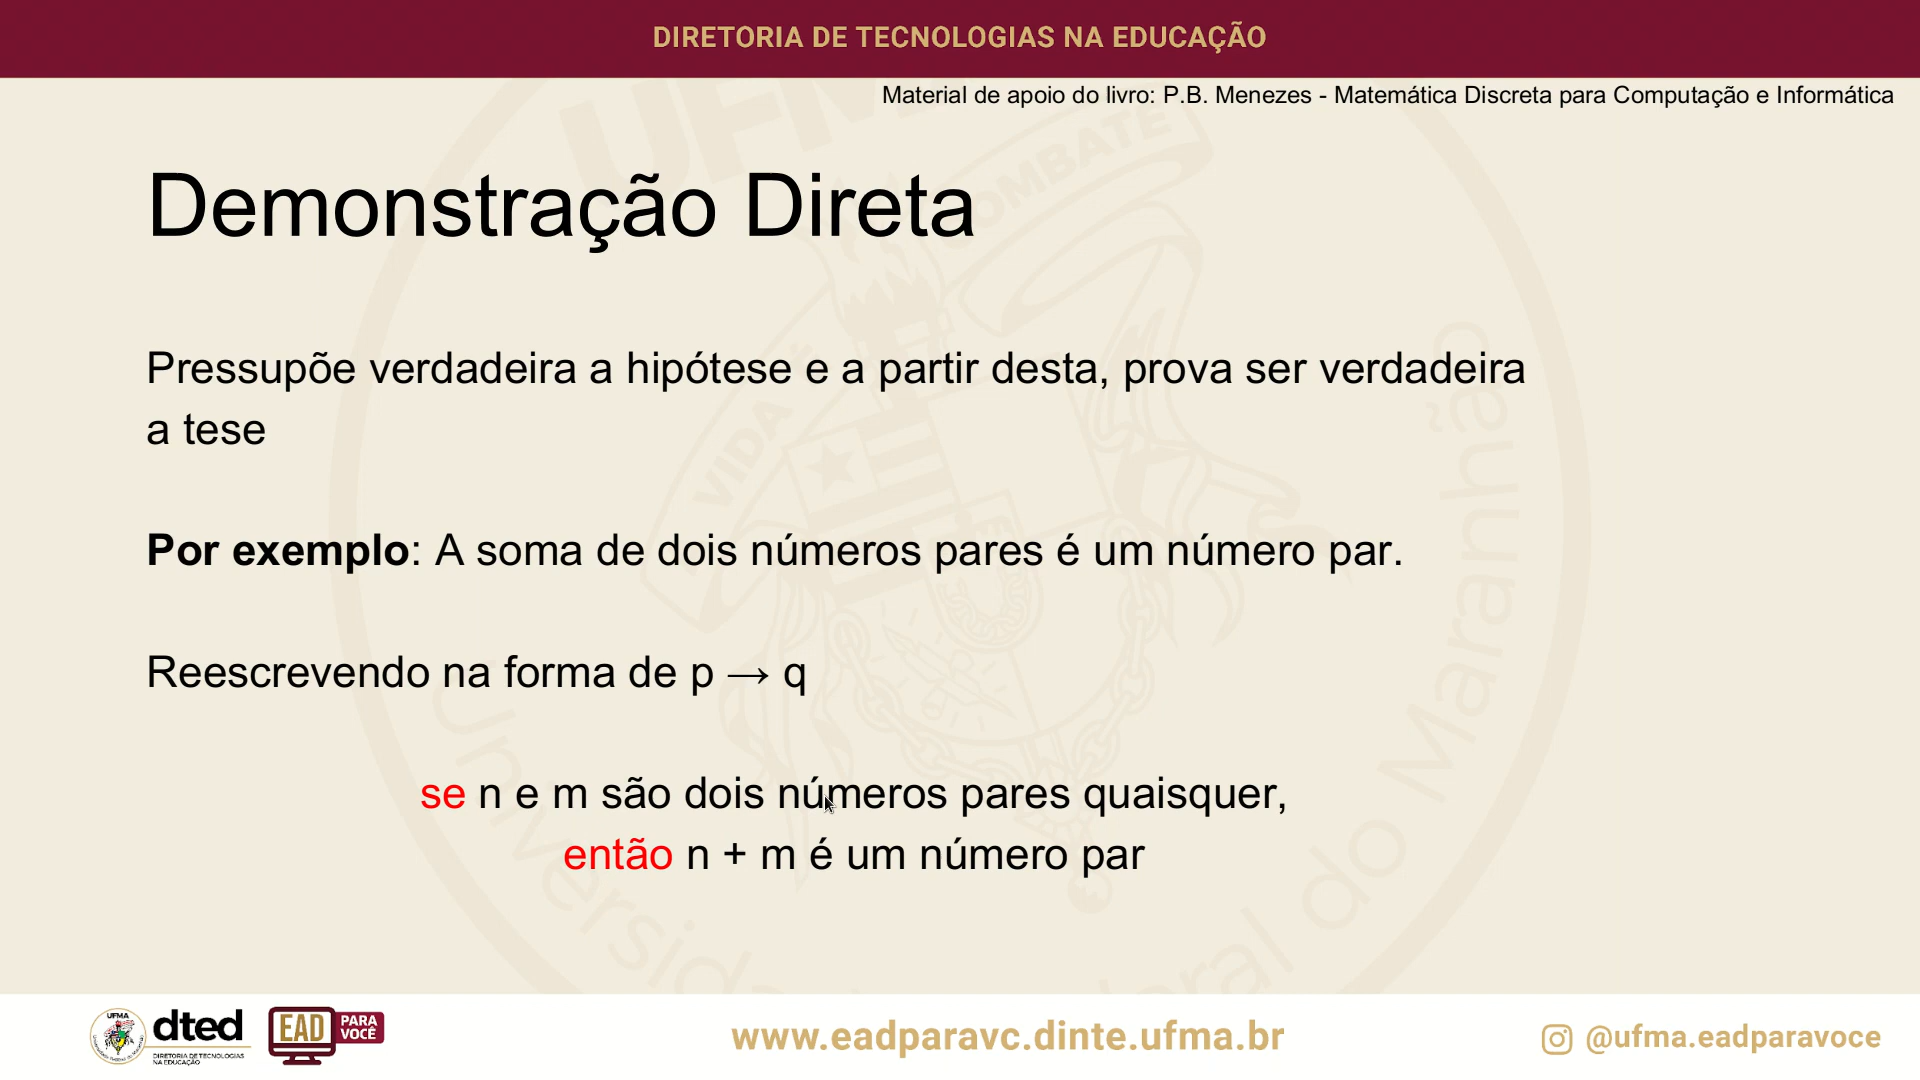 DIRETORIA DE TECNOLOGIAS NA EDUCAÇÃO
Material de apoio do livro: P.B. Menezes - Matemática Discreta para Computação e Informática
Demonstração Direta
Pressupõe verdadeira a hipótese e a partir desta, prova ser verdadeira
a tese
Por exemplo: A soma de dois números pares é um número par.
Reescrevendo na forma de p → q
se n e m são dois números pares quaisquer,
então n + m é um número par
UFMA
dted
DIRETORIA DE TECNOLOGIAS
NA EDUCAÇÃO
EAD
PARA
VOCÊ
www.eadparavc.dinte.ufma.br
@ufma.eadparavoce